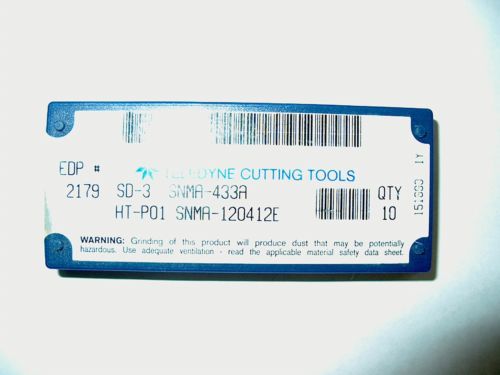 TELEDYNE CUTTING TOOLS
EDP #
2179 SD-3 SNMA-433A QTY
HT-P01 SNMA-120412E 10
WARNING: Grinding of this product will produce dust that may be potentially
hazardous. Use adequate ventilation - read the applicable material safety data sheet.